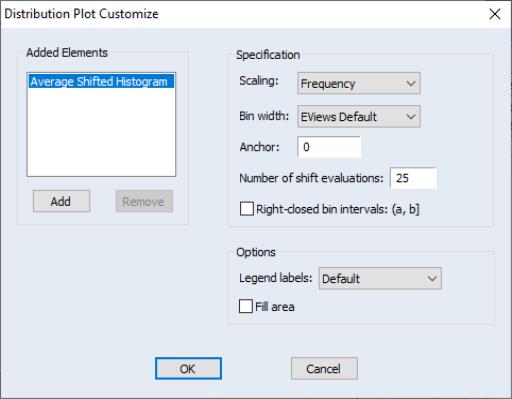 Distribution Plot Customize
Added Elements
Average Shifted Histogram
Add
Remove
Specification
Scaling: Frequency
Bin width: EViews Default
Anchor: 0
Number of shift evaluations: 25
Right-closed bin intervals: (a, b]
Options
Legend labels: Default
Fill area
OK
Cancel